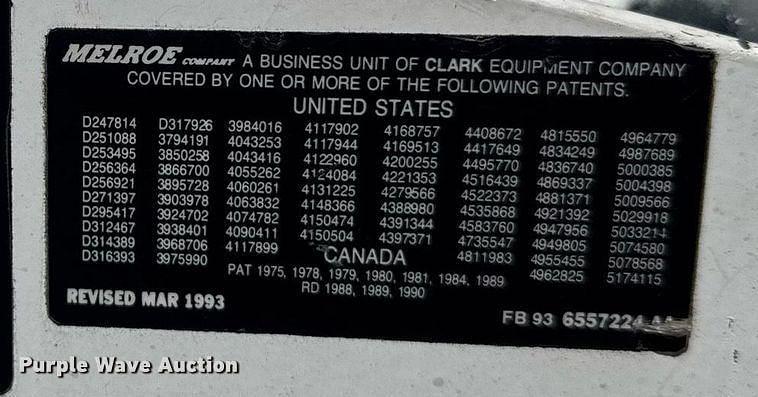 MELROE COMPANY A BUSINESS UNIT OF CLARK EQUIPMENT COMPANY
COVERED BY ONE OR MORE OF THE FOLLOWING PATENTS.
UNITED STATES
D247814 D317926 3984016 4117902 4168757 4408672 4815550 4964779
D251088 3794191 4043253 4117944 4169513 4417649 4834249 4987689
D253495 3850258 4043416 4122960 4200255 4495770 4836740 5000385
D256364 3866700 4055262 4124084 4221353 4516439 4869337 5004398
D256921 3895728 4060261 4131225 4279566 4522373 4881371 5009566
D271397 3903978 4063832 4148366 4388980 4535868 4921392 5029918
D295417 3924702 4074782 4150474 4391344 4583760 4947956 5033214
D312467 3938401 4090411 4150504 4397371 4735547 4949805 5074580
D314389 3968706 4117899 4811983 4955455 5078568
D316393 3975990 4962825 5174115
CANADA
PAT 1975, 1978, 1979, 1980, 1981, 1984, 1989
RD 1988, 1989, 1990
REVISED MAR 1993
FB 93 6557224 AA
Purple Wave Auction